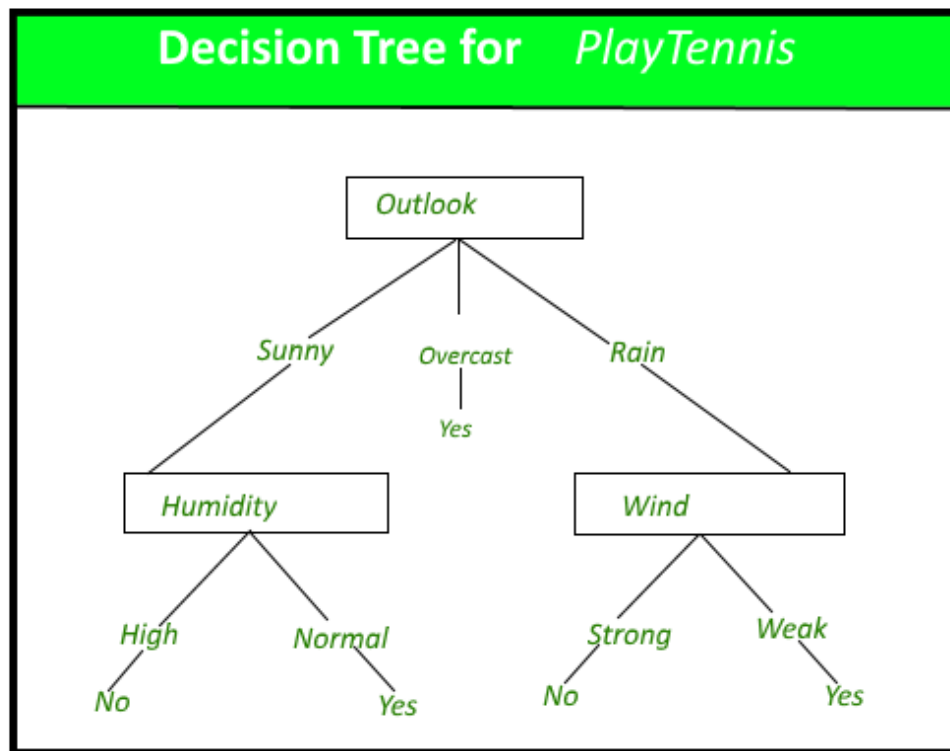 Decision Tree for PlayTennis
Outlook
Sunny Overcast Rain
Yes
Humidity Wind
High Normal Strong Weak
No Yes No Yes